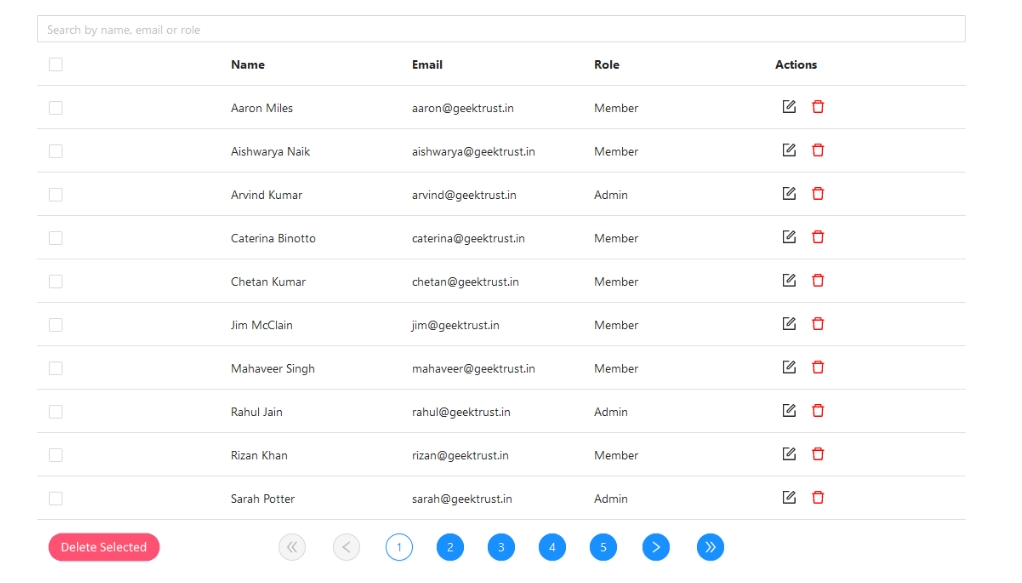 Search by name, email or role
Name Email Role Actions
Aaron Miles aaron@geektrust.in Member
Aishwarya Naik aishwarya@geektrust.in Member
Arvind Kumar arvind@geektrust.in Admin
Caterina Binotto caterina@geektrust.in Member
Chetan Kumar chetan@geektrust.in Member
Jim McClain jim@geektrust.in Member
Mahaveer Singh mahaveer@geektrust.in Member
Rahul Jain rahul@geektrust.in Admin
Rizan Khan rizan@geektrust.in Member
Sarah Potter sarah@geektrust.in Admin
Delete Selected 1 2 3 4 5